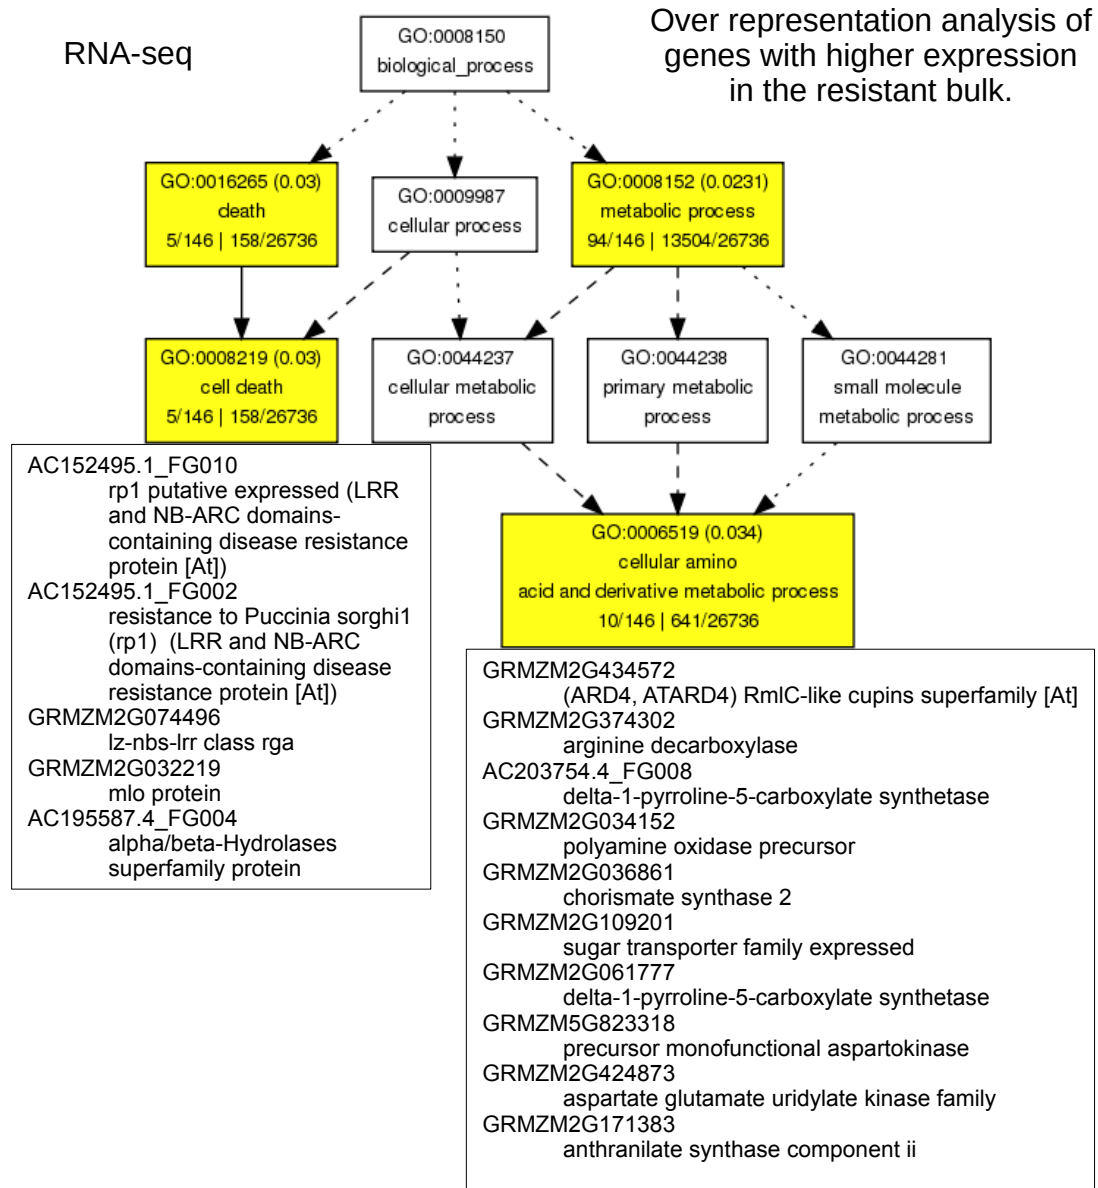 RNA-seq
Over representation analysis of
genes with higher expression
in the resistant bulk.
GO:0008150
biological_process
GO:0016265 (0.03)
death
5/146 | 158/26736
GO:0009987
cellular process
GO:0008152 (0.0231)
metabolic process
94/146 | 13504/26736
GO:0008219 (0.03)
cell death
5/146 | 158/26736
GO:0044237
cellular metabolic
process
GO:0044238
primary metabolic
process
GO:0044281
small molecule
metabolic process
AC152495.1_FG010
rp1 putative expressed (LRR
and NB-ARC domains-
containing disease resistance
protein [At])
AC152495.1_FG002
resistance to Puccinia sorghi1
(rp1)  (LRR and NB-ARC
domains-containing disease
resistance protein [At])
GRMZM2G074496
lz-nbs-lrr class rga
GRMZM2G032219
mlo protein
AC195587.4_FG004
alpha/beta-Hydrolases
superfamily protein
GO:0006519 (0.034)
cellular amino
acid and derivative metabolic process
10/146 | 641/26736
GRMZM2G434572
(ARD4, ATARD4) RmlC-like cupins superfamily [At]
GRMZM2G374302
arginine decarboxylase
AC203754.4_FG008
delta-1-pyrroline-5-carboxylate synthetase
GRMZM2G034152
polyamine oxidase precursor
GRMZM2G036861
chorismate synthase 2
GRMZM2G109201
sugar transporter family expressed
GRMZM2G061777
delta-1-pyrroline-5-carboxylate synthetase
GRMZM5G823318
precursor monofunctional aspartokinase
GRMZM2G424873
aspartate glutamate uridylate kinase family
GRMZM2G171383
anthranilate synthase component ii